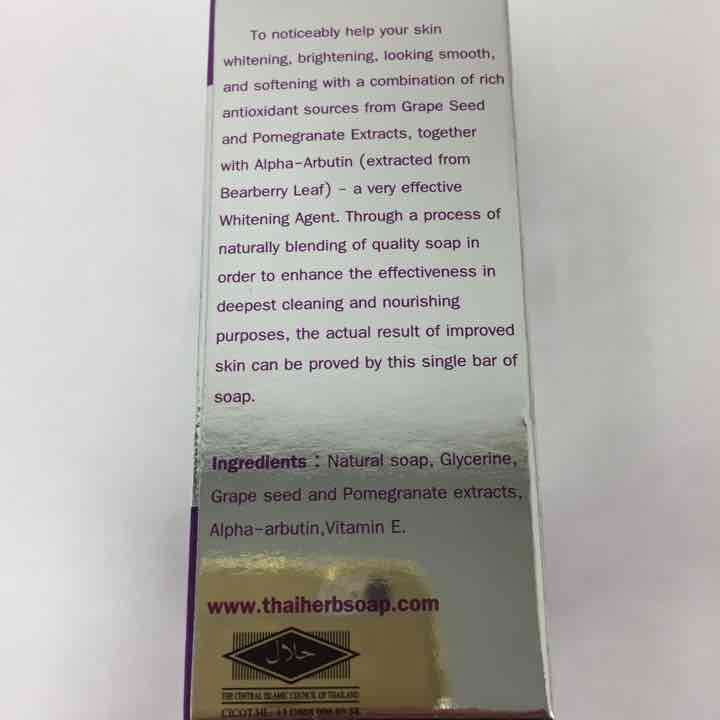 To noticeably help your skin
whitening, brightening, looking smooth,
and softening with a combination of rich
antioxidant sources from Grape Seed
and Pomegranate Extracts, together
with Alpha-Arbutin (extracted from
Bearberry Leaf) - a very effective
Whitening Agent. Through a process of
naturally blending of quality soap in
order to enhance the effectiveness in
deepest cleaning and nourishing
purposes, the actual result of improved
skin can be proved by this single bar of
soap.
Ingredients : Natural soap, Glycerine,
Grape seed and Pomegranate extracts,
Alpha-arbutin,Vitamin E.
www.thaiherbsoap.com
حلال
THE CENTRAL ISLAMIC COUNCIL OF THAILAND